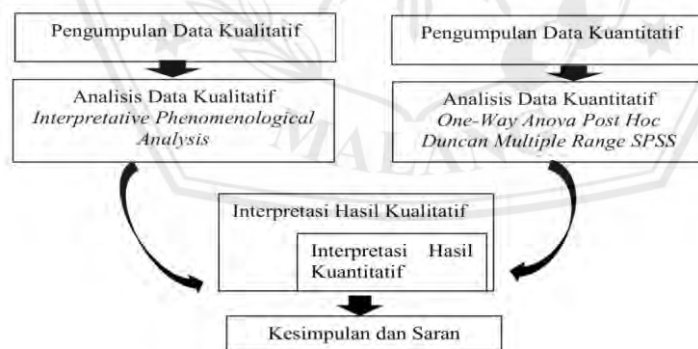 Pengumpulan Data Kualitatif
Pengumpulan Data Kuantitatif
Analisis Data Kualitatif
Interpretative Phenomenological
Analysis
Analisis Data Kuantitatif
One-Way Anova Post Hoc
Duncan Multiple Range SPSS
MALANG
Interpretasi Hasil Kualitatif
Interpretasi Hasil
Kuantitatif
Kesimpulan dan Saran